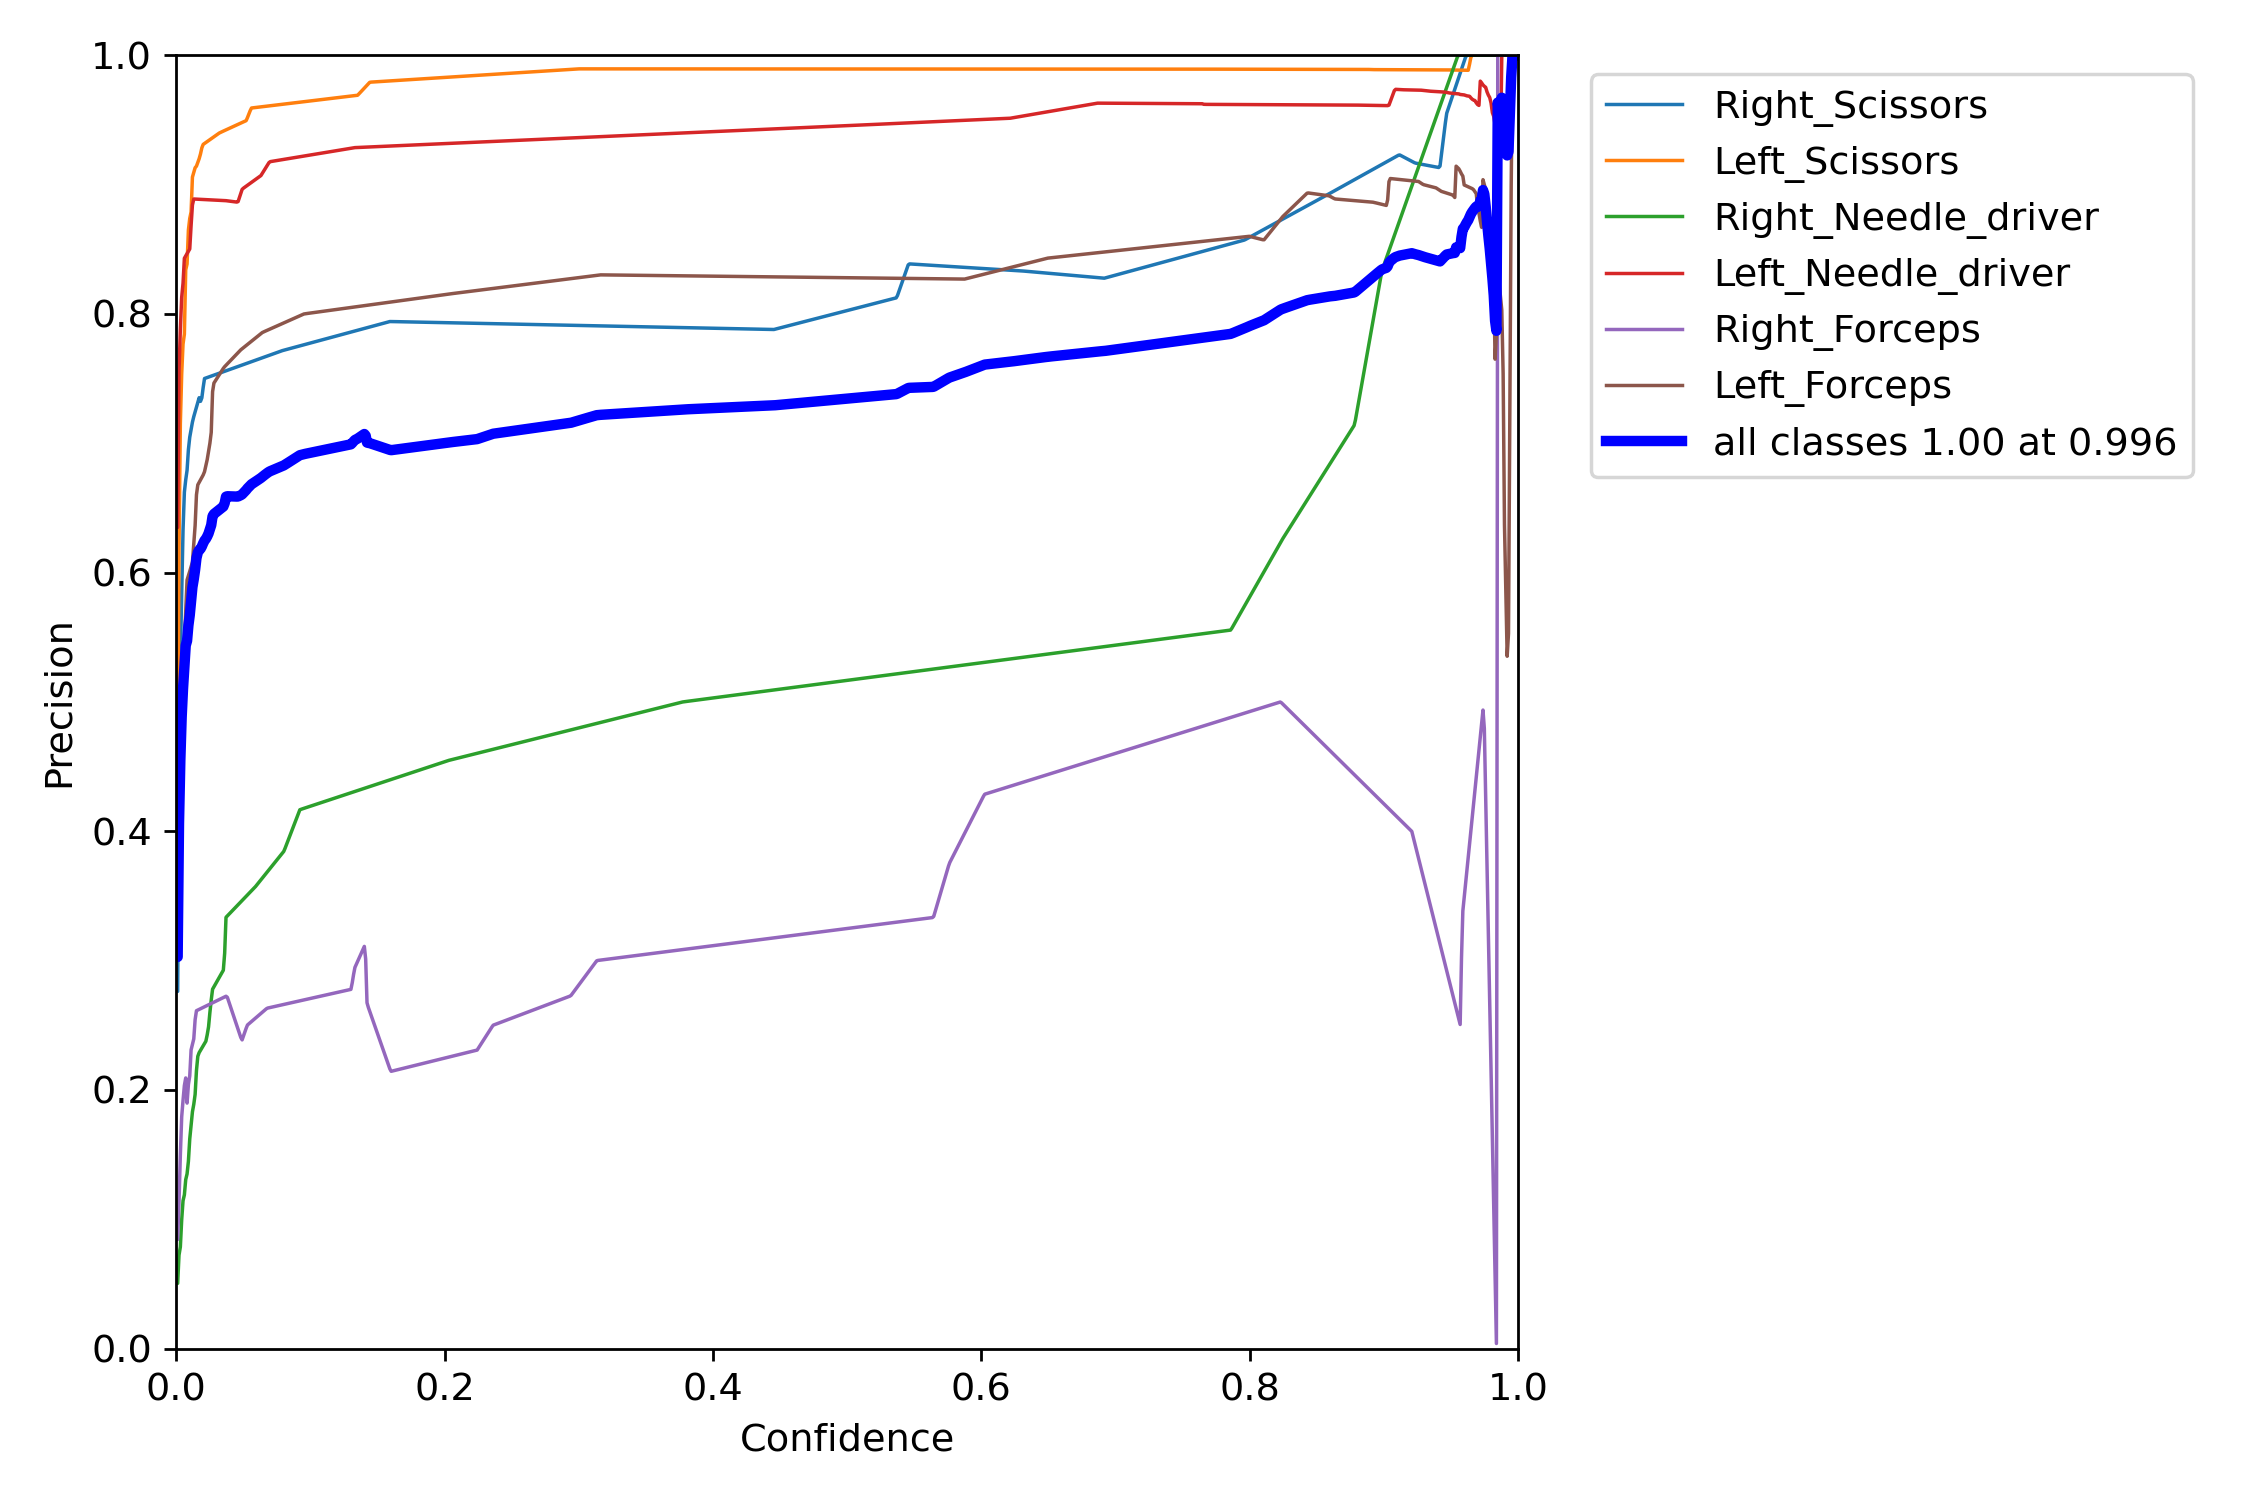 1.0
0.8
0.6
0.4
0.2
0.0
0.0 0.2 0.4 0.6 0.8 1.0
Precision
Confidence
Right_Scissors
Left_Scissors
Right_Needle_driver
Left_Needle_driver
Right_Forceps
Left_Forceps
all classes 1.00 at 0.996